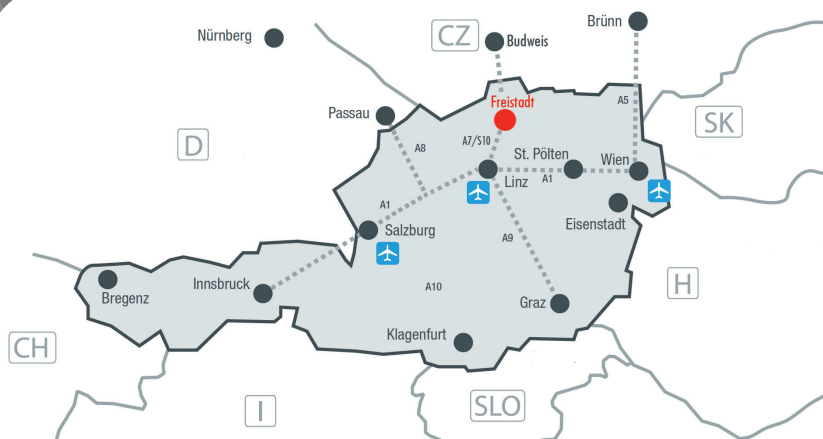 Brünn
Nürnberg
CZ
Budweis
Freistadt
A5
Passau
SK
D
A8
A7/S10
St. Pölten
Wien
Linz
A1
A1
Eisenstadt
Salzburg
A9
Innsbruck
Bregenz
A10
Graz
H
Klagenfurt
CH
I
SLO